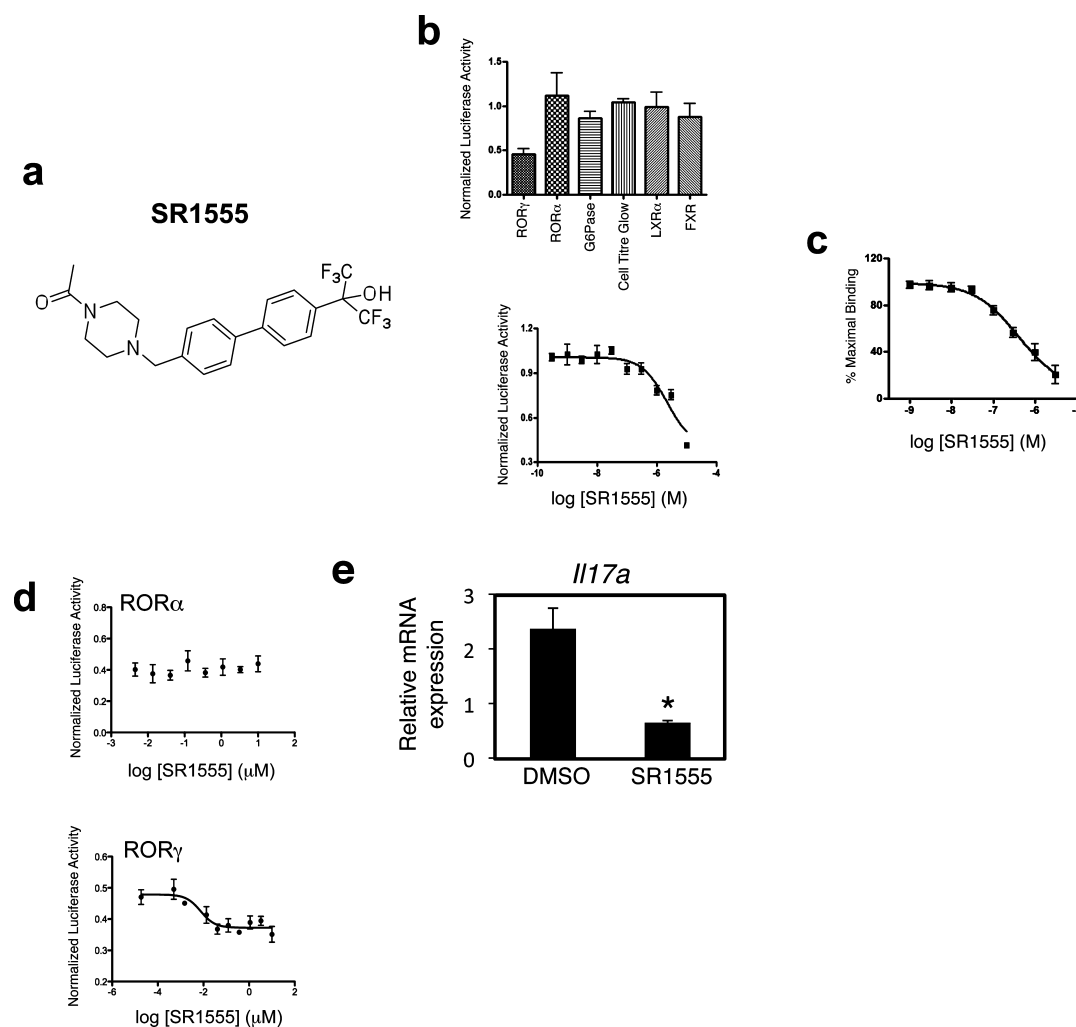 a
SR1555
O
N
N
F3C
OH
CF3
b
Normalized Luciferase Activity
1.5
1.0
0.5
0.0
RORγ
RORα
G6Pase
Cell Titre Glow
LXRα
FXR
Normalized Luciferase Activity
1.2
0.9
0.6
0.3
-10 -8 -6 -4
log [SR1555] (M)
c
% Maximal Binding
120
80
40
0
-9 -8 -7 -6
log [SR1555] (M)
d
RORα
Normalized Luciferase Activity
0.8
0.6
0.4
0.2
0.0
-3 -2 -1 0 1 2
log [SR1555] (μM)
RORγ
Normalized Luciferase Activity
0.6
0.5
0.4
0.3
0.2
-6 -4 -2 0 2
log [SR1555] (μM)
e
Il17a
Relative mRNA
expression
3
2
1
0
*
DMSO SR1555